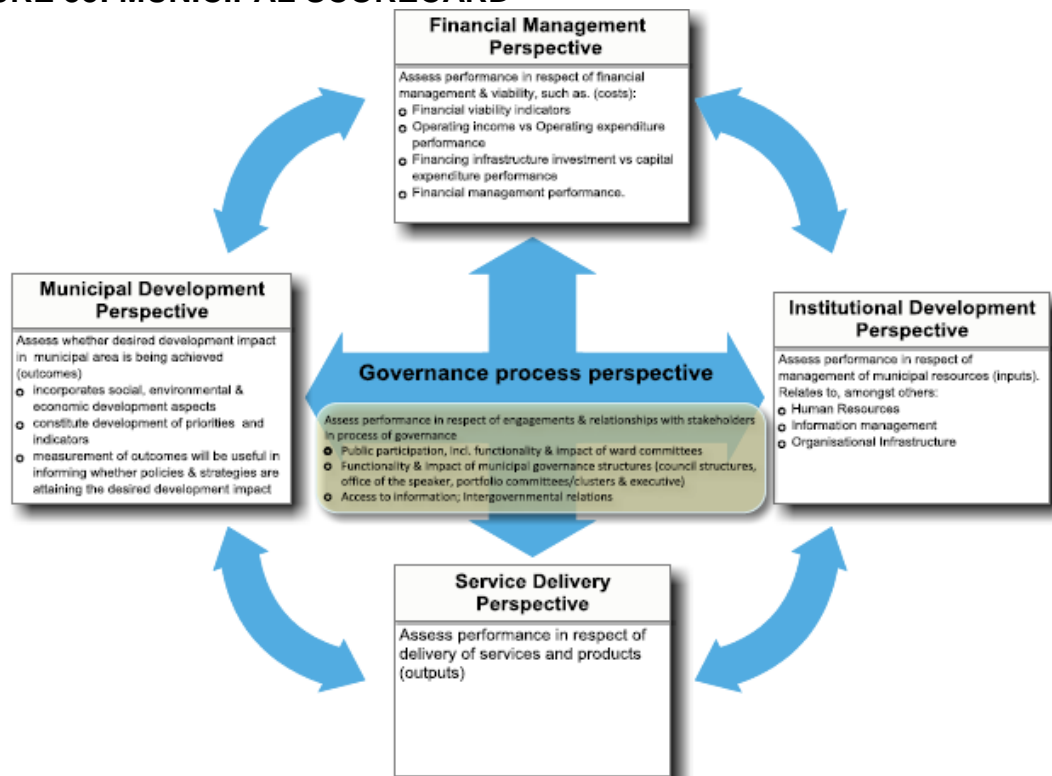 Financial Management
Perspective
Assess performance in respect of financial
management & viability, such as. (costs):
Financial viability indicators
Operating income vs Operating expenditure
performance
Financing infrastructure investment vs capital
expenditure performance
Financial management performance.
Municipal Development
Perspective
Assess whether desired development impact
in municipal area is being achieved
(outcomes)
incorporates social, environmental &
economic development aspects
constitute development of priorities and
indicators
measurement of outcomes will be useful in
informing whether policies & strategies are
attaining the desired development impact
Governance process perspective
Assess performance in respect of engagements & relationships with stakeholders
in process of governance
Public participation, incl. functionality & impact of ward committees
Functionality & impact of municipal governance structures (council structures,
office of the speaker, portfolio committees/clusters & executive)
Access to information; Intergovernmental relations
Institutional Development
Perspective
Assess performance in respect of
management of municipal resources (inputs).
Relates to, amongst others:
Human Resources
Information management
Organisational Infrastructure
Service Delivery
Perspective
Assess performance in respect of
delivery of services and products
(outputs)